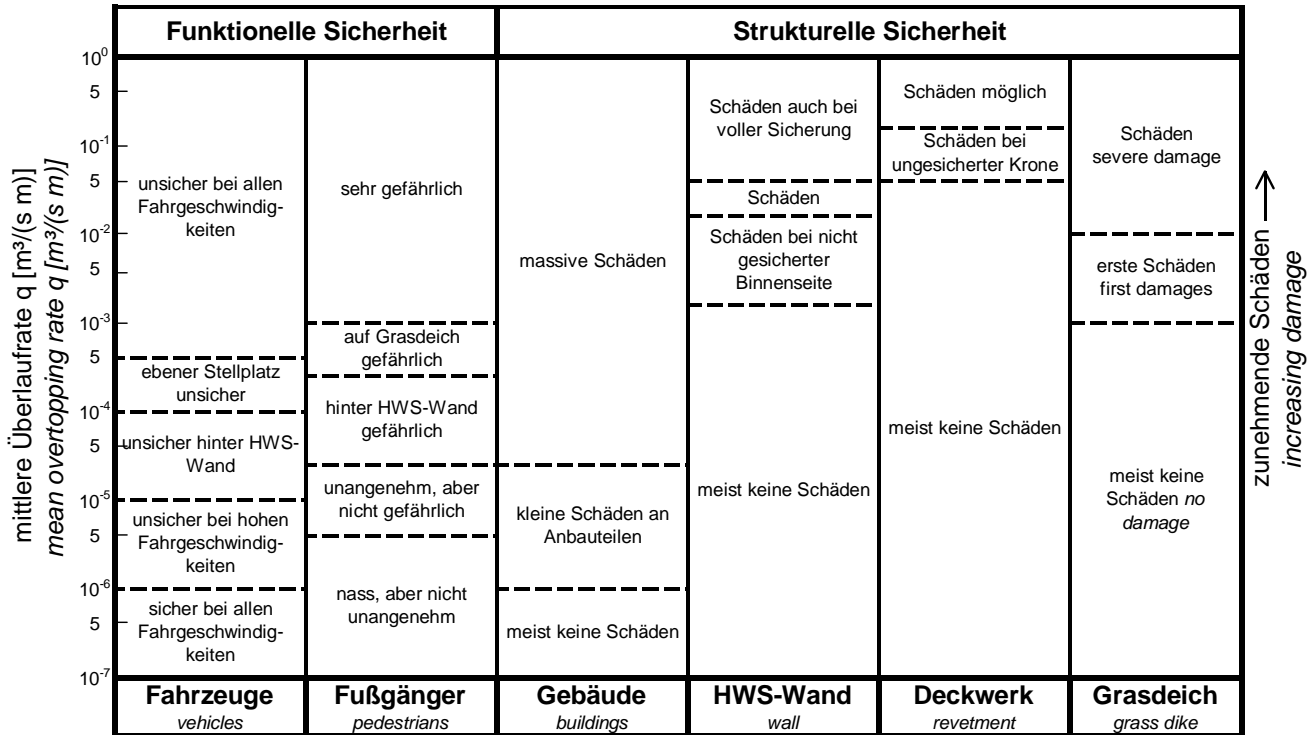 Funktionelle Sicherheit
Strukturelle Sicherheit
mittlere Überlaufrate q [m³/(s m)]
mean overtopping rate q [m³/(s m)]
10⁰
5
10⁻¹
5
10⁻²
5
10⁻³
5
10⁻⁴
5
10⁻⁵
5
10⁻⁶
5
10⁻⁷
unsicher bei allen
Fahrgeschwindig-
keiten
ebener Stellplatz
unsicher
unsicher hinter HWS-
Wand
unsicher bei hohen
Fahrgeschwindig-
keiten
sicher bei allen
Fahrgeschwindig-
keiten
Fahrzeuge
vehicles
sehr gefährlich
auf Grasdeich
gefährlich
hinter HWS-Wand
gefährlich
unangenehm, aber
nicht gefährlich
nass, aber nicht
unangenehm
Fußgänger
pedestrians
massive Schäden
kleine Schäden an
Anbauteilen
meist keine Schäden
Gebäude
buildings
Schäden auch bei
voller Sicherung
Schäden
Schäden bei nicht
gesicherter
Binnenseite
meist keine Schäden
HWS-Wand
wall
Schäden möglich
Schäden bei
ungesicherter Krone
meist keine Schäden
Deckwerk
revetment
Schäden
severe damage
erste Schäden
first damages
meist keine
Schäden no
damage
Grasdeich
grass dike
zunehmende Schäden
increasing damage